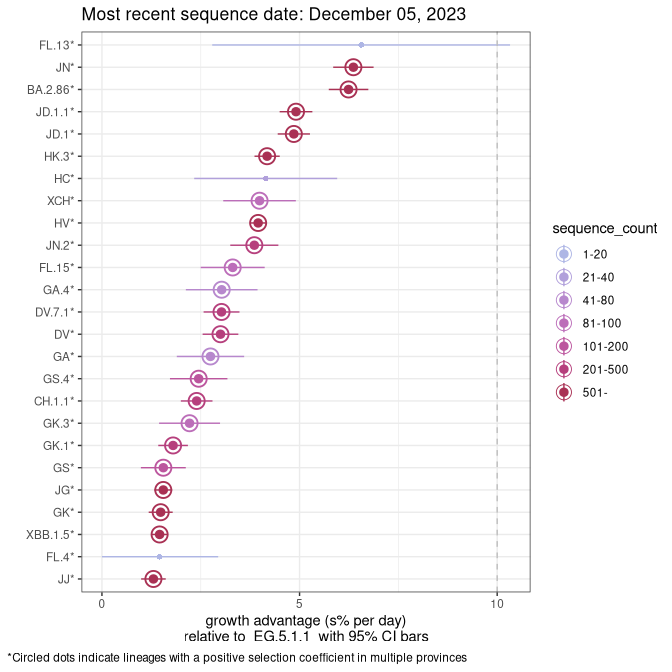 Most recent sequence date: December 05, 2023
FL.13*
JN*
BA.2.86*
JD.1.1*
JD.1*
HK.3*
HC*
XCH*
HV*
JN.2*
FL.15*
GA.4*
DV.7.1*
DV*
GA*
GS.4*
CH.1.1*
GK.3*
GK.1*
GS*
JG*
GK*
XBB.1.5*
FL.4*
JJ*
0 5 10
growth advantage (s% per day)
relative to EG.5.1.1 with 95% CI bars
sequence_count
1-20
21-40
41-80
81-100
101-200
201-500
501-
*Circled dots indicate lineages with a positive selection coefficient in multiple provinces